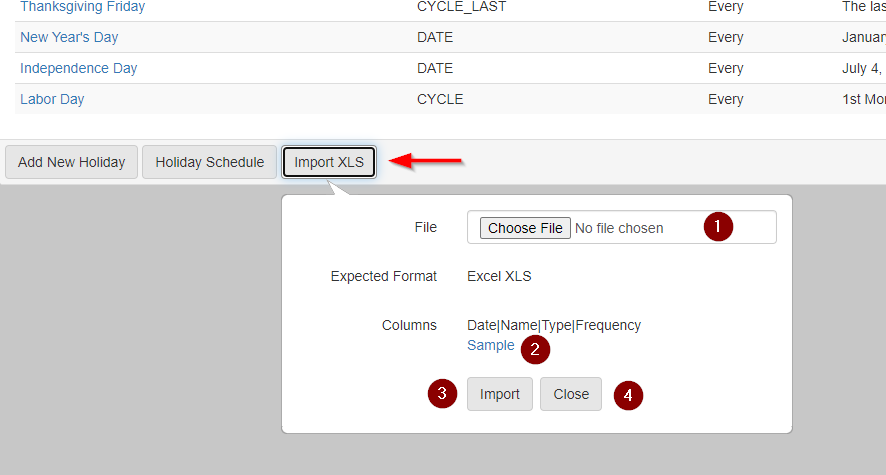 Thanksgiving Friday CYCLE_LAST Every The las
New Year's Day DATE Every Januar
Independence Day DATE Every July 4,
Labor Day CYCLE Every 1st Mor
Add New Holiday Holiday Schedule Import XLS
File Choose File No file chosen 1
Expected Format Excel XLS
Columns Date|Name|Type|Frequency
Sample 2
3 Import Close 4